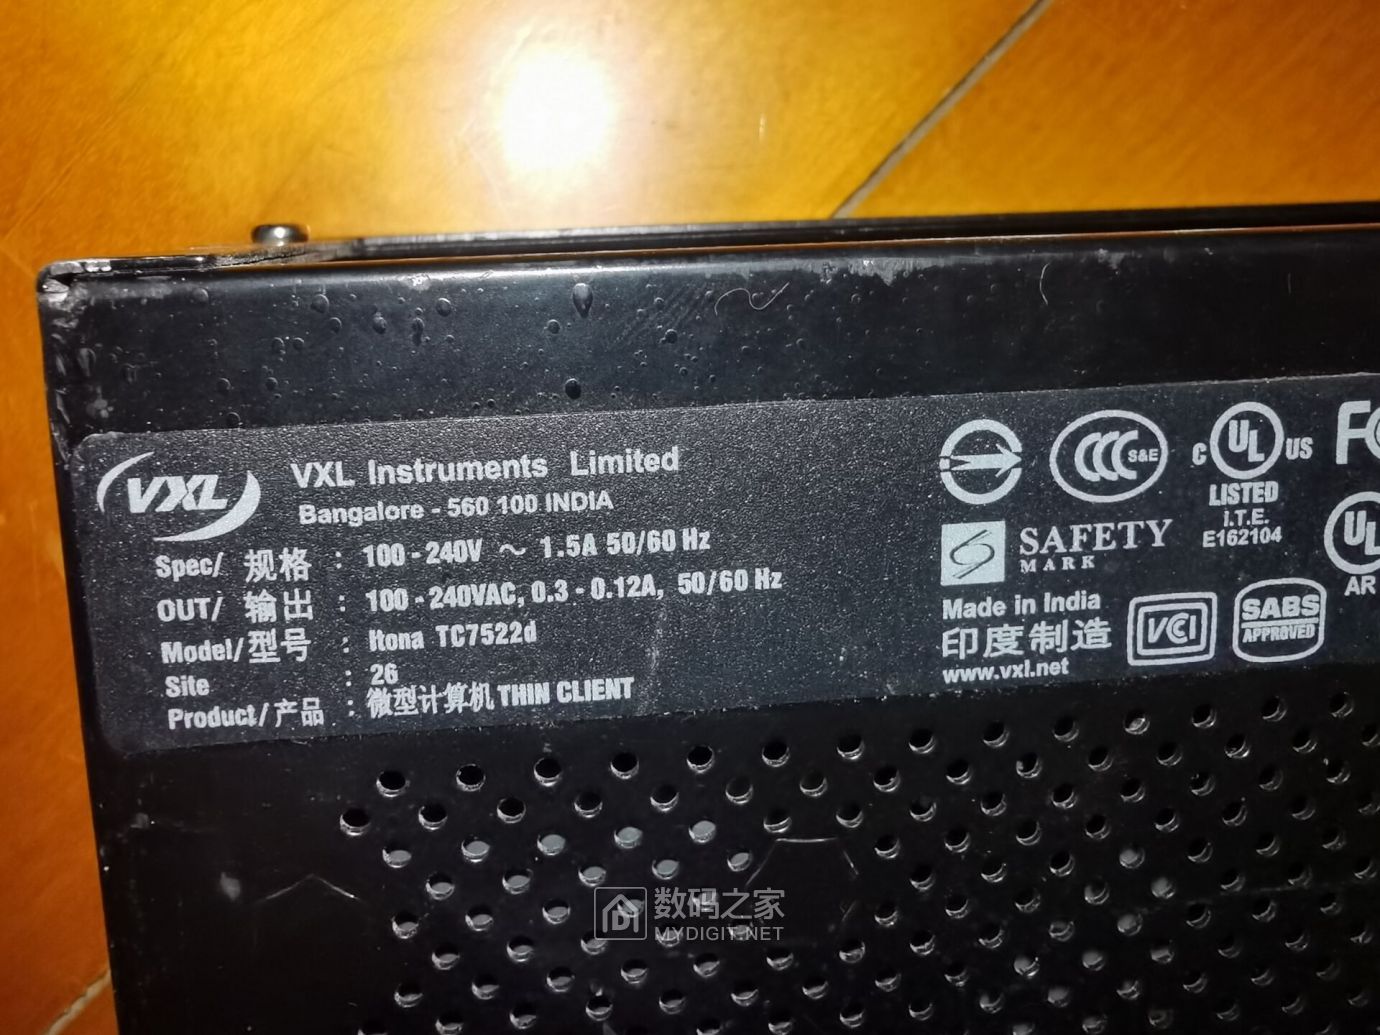 VXL
VXL Instruments Limited
Bangalore - 560 100 INDIA
Spec/ 规格 : 100 - 240V ～ 1.5A 50/60 Hz
OUT/ 输出 : 100 - 240VAC, 0.3 - 0.12A, 50/60 Hz
Model/型号 : Itona TC7522d
Site : 26
Product/产品 : 微型计算机 THIN CLIENT
CCC S&E
C UL US
LISTED
I.T.E.
E162104
FC
UL
AR
SAFETY
MARK
Made in India
印度制造
www.vxl.net
VCI
SABS
APPROVED
数码之家
MYDIGIT.NET